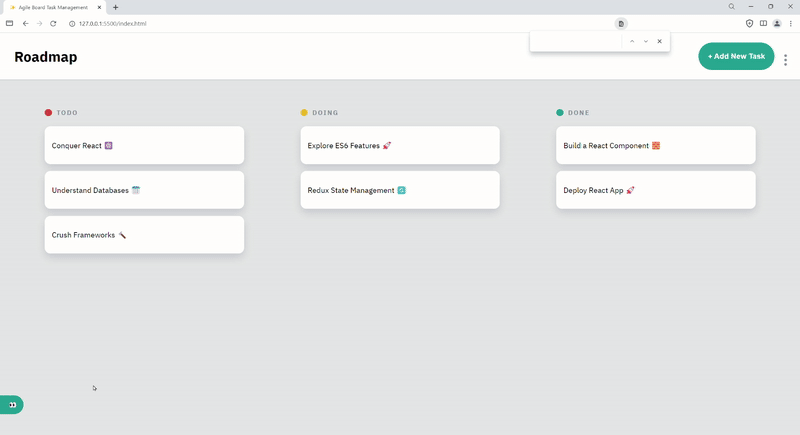 Agile Board Task Management
127.0.0.1:5500/index.html
Roadmap
+ Add New Task
TODO
DOING
DONE
Conquer React ⚛️
Explore ES6 Features 🚀
Build a React Component 🧱
Understand Databases
Redux State Management 🔄
Deploy React App 🚀
Crush Frameworks